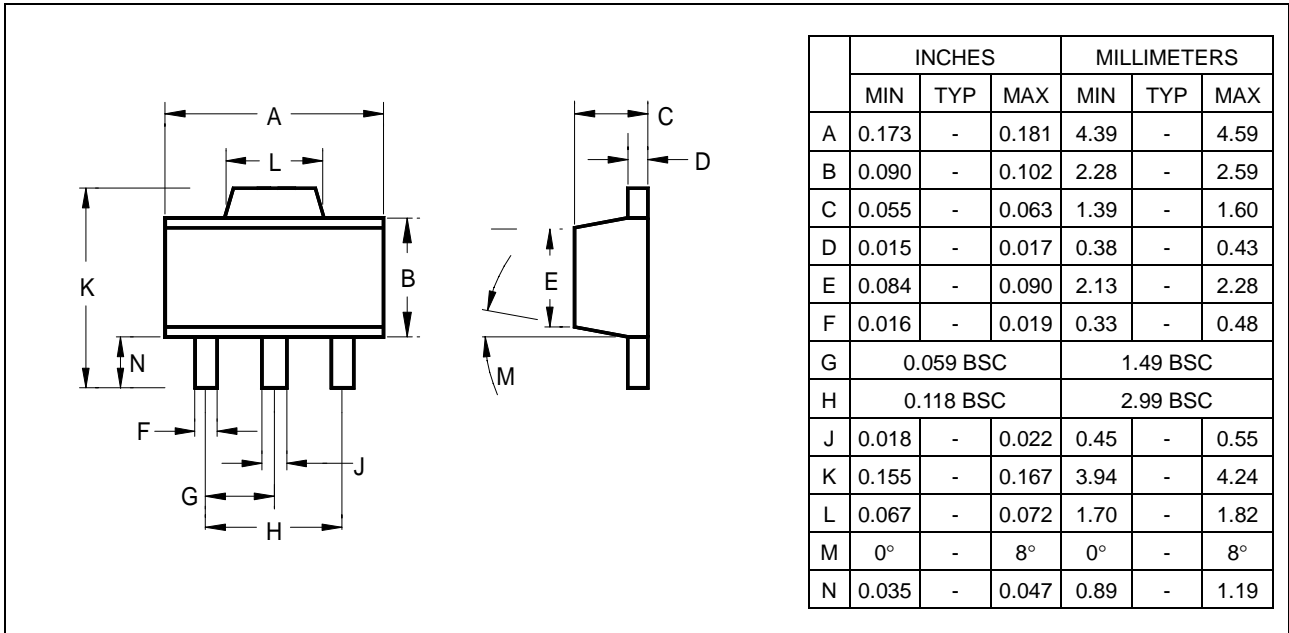 A
L
K
B
N
F
J
G
H
C
D
E
M
INCHES MILLIMETERS
MIN TYP MAX MIN TYP MAX
A 0.173 - 0.181 4.39 - 4.59
B 0.090 - 0.102 2.28 - 2.59
C 0.055 - 0.063 1.39 - 1.60
D 0.015 - 0.017 0.38 - 0.43
E 0.084 - 0.090 2.13 - 2.28
F 0.016 - 0.019 0.33 - 0.48
G 0.059 BSC 1.49 BSC
H 0.118 BSC 2.99 BSC
J 0.018 - 0.022 0.45 - 0.55
K 0.155 - 0.167 3.94 - 4.24
L 0.067 - 0.072 1.70 - 1.82
M 0° - 8° 0° - 8°
N 0.035 - 0.047 0.89 - 1.19